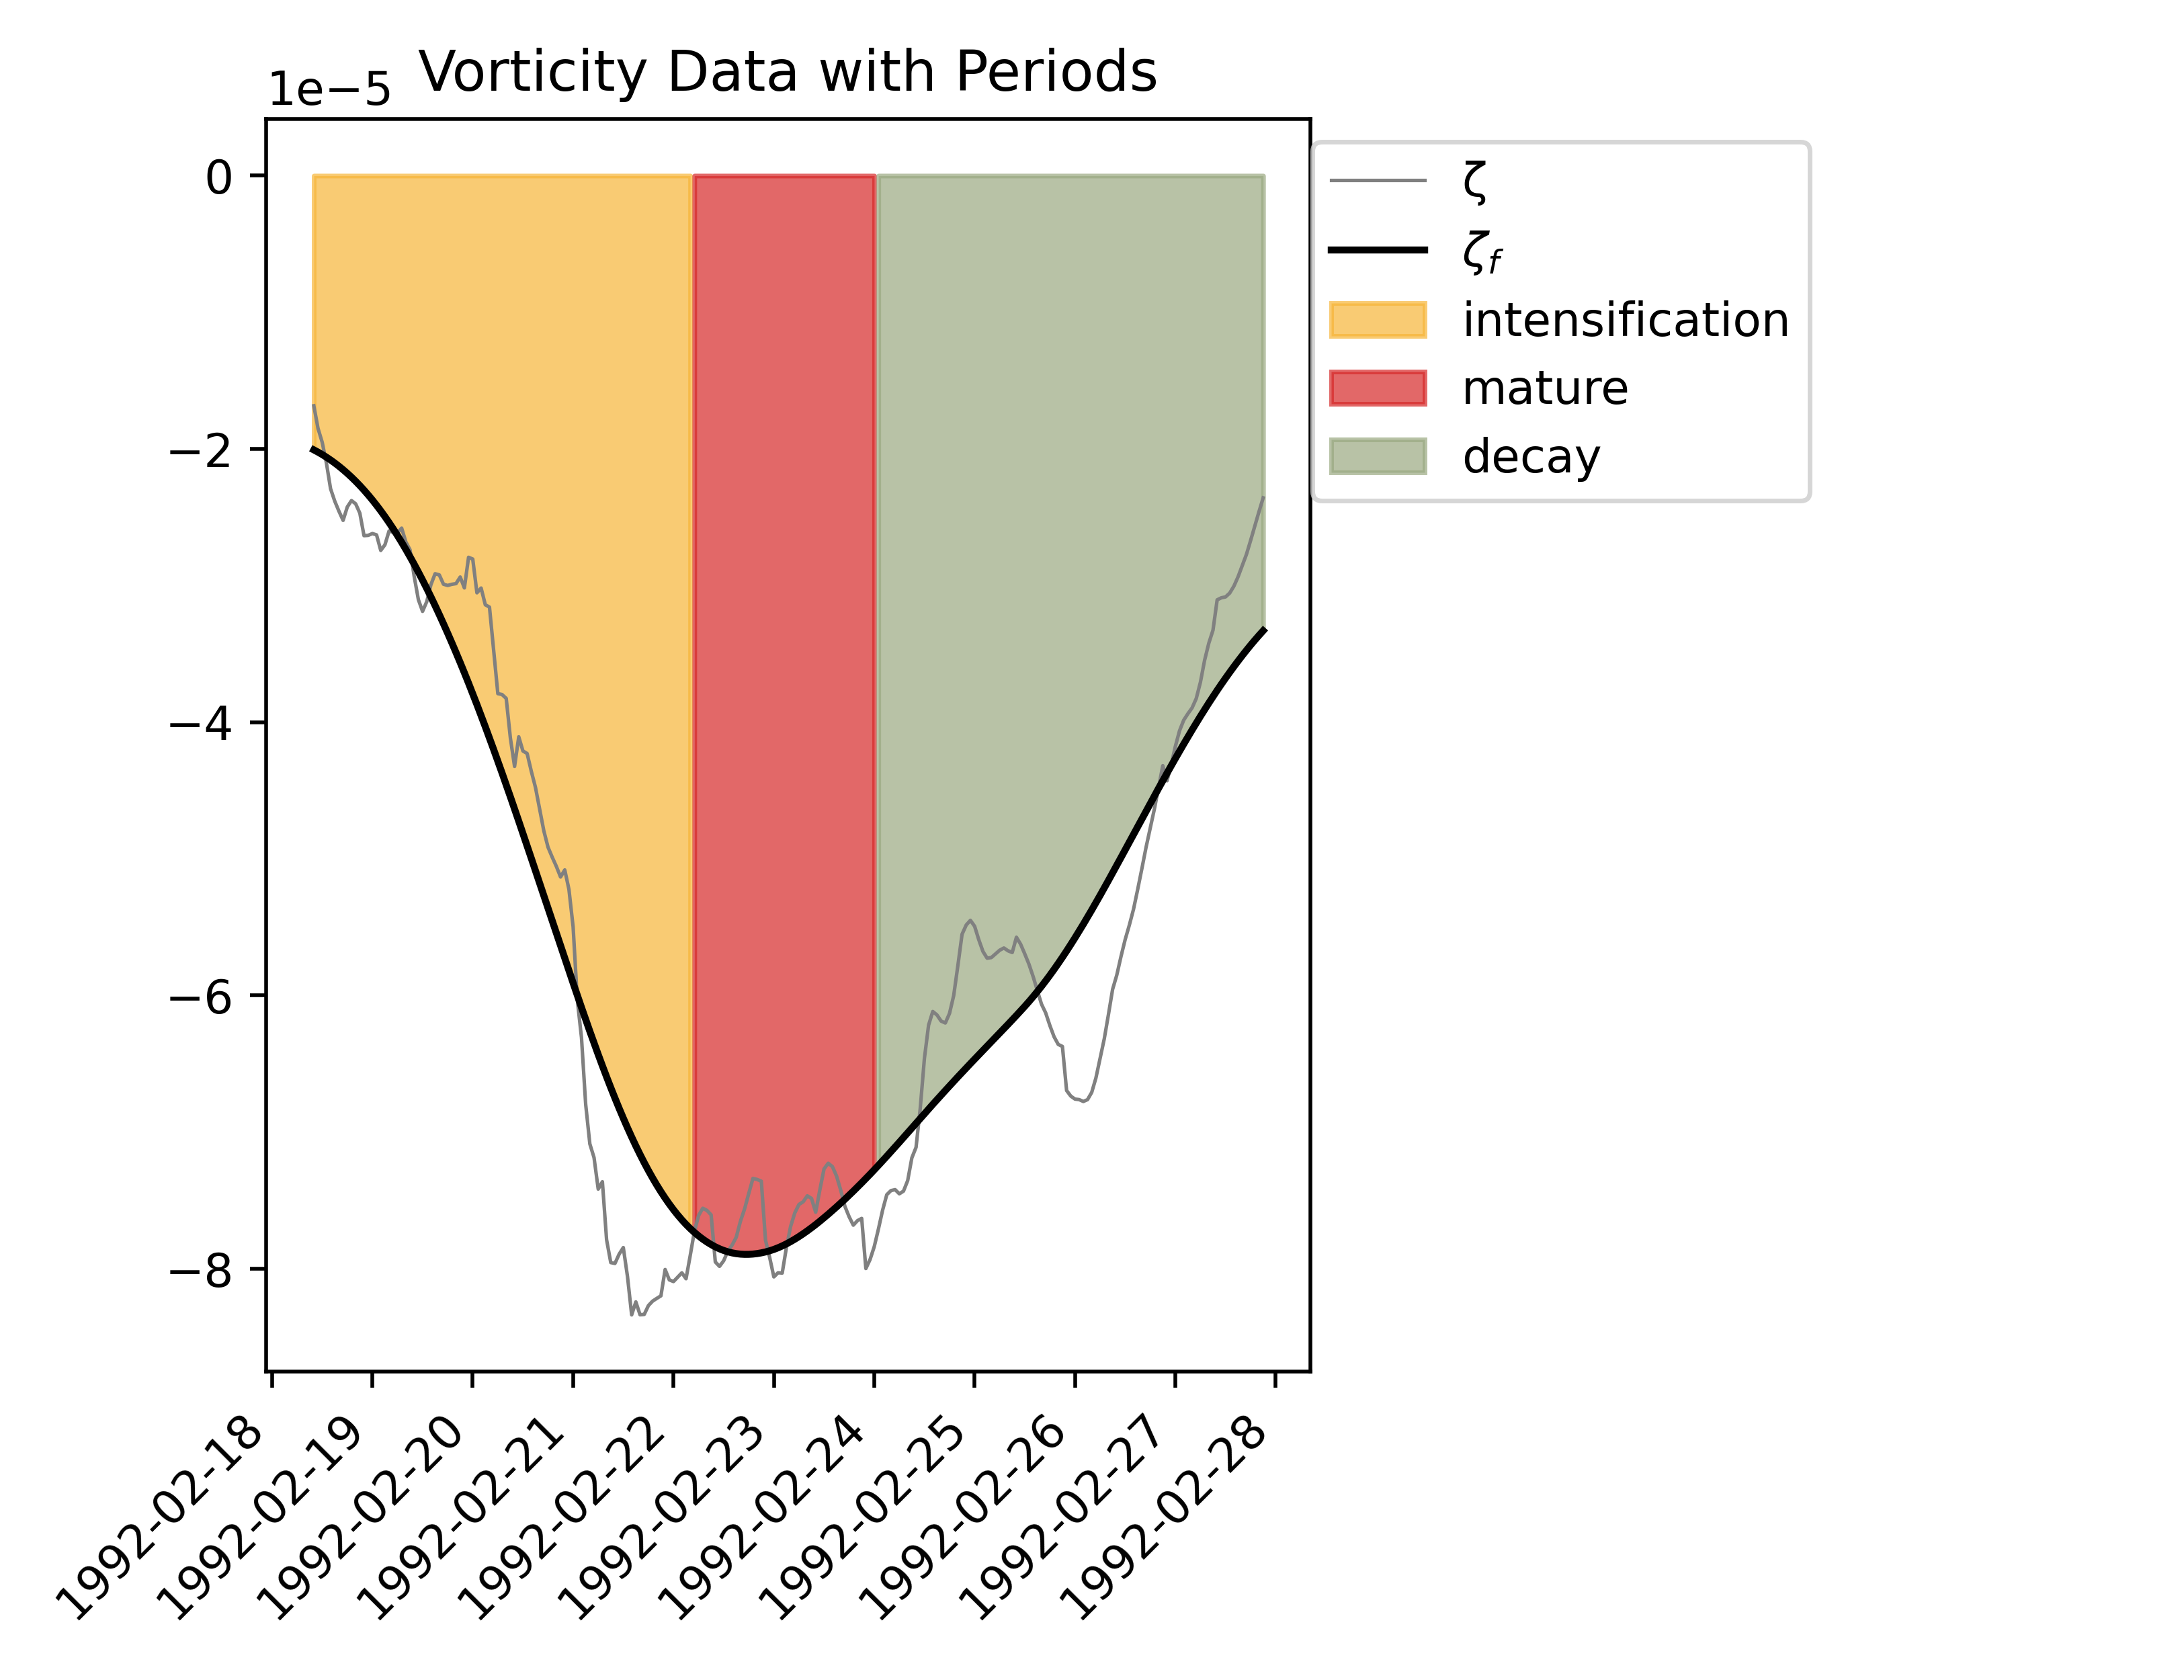 Vorticity Data with Periods
1e−5
0
−2
−4
−6
−8
ζ
ζf
intensification
mature
decay
1992-02-18
1992-02-19
1992-02-20
1992-02-21
1992-02-22
1992-02-23
1992-02-24
1992-02-25
1992-02-26
1992-02-27
1992-02-28